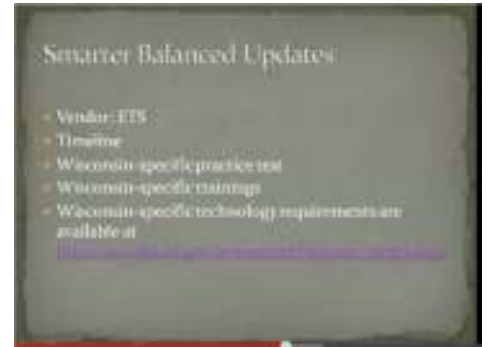 Smarter Balanced Updates
Vendor: ETS
Timeline
Wisconsin-specific practice test
Wisconsin-specific trainings
Wisconsin-specific technology requirements are
available at